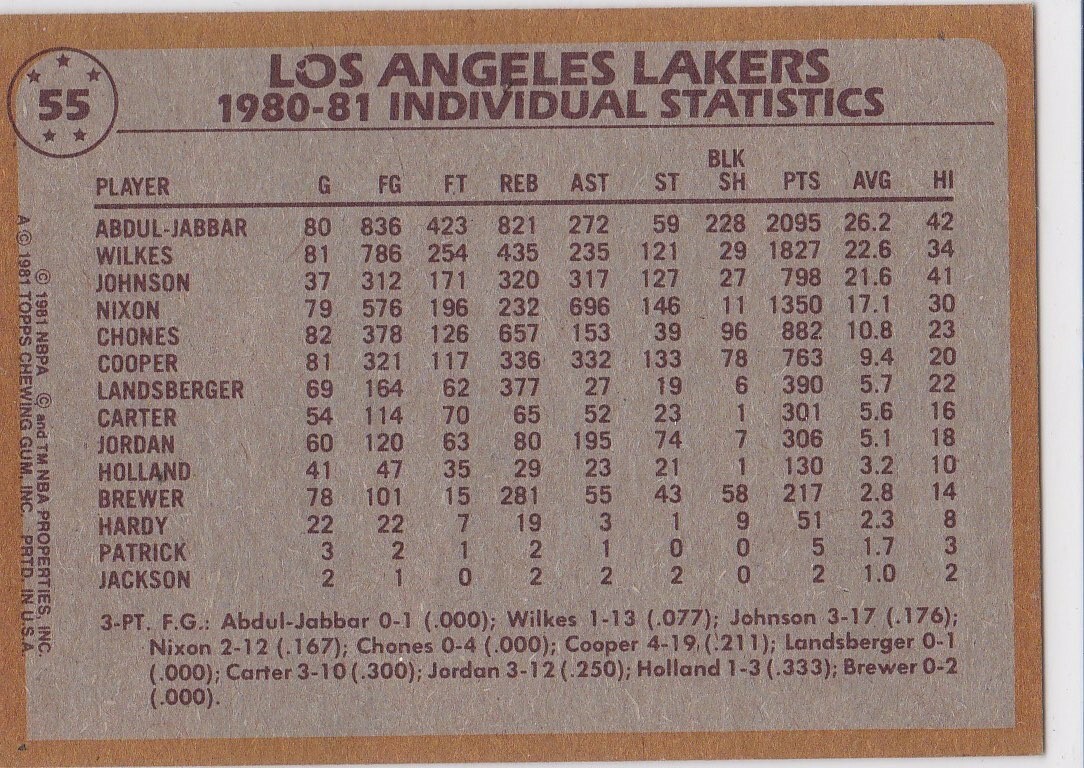 55
LOS ANGELES LAKERS
1980-81 INDIVIDUAL STATISTICS
PLAYER G FG FT REB AST ST BLK SH PTS AVG HI
ABDUL-JABBAR 80 836 423 821 272 59 228 2095 26.2 42
WILKES 81 786 254 435 235 121 29 1827 22.6 34
JOHNSON 37 312 171 320 317 127 27 798 21.6 41
NIXON 79 576 196 232 696 146 11 1350 17.1 30
CHONES 82 378 126 657 153 39 96 882 10.8 23
COOPER 81 321 117 336 332 133 78 763 9.4 20
LANDSBERGER 69 164 62 377 27 19 6 390 5.7 22
CARTER 54 114 70 65 52 23 1 301 5.6 16
JORDAN 60 120 63 80 195 74 7 306 5.1 18
HOLLAND 41 47 35 29 23 21 1 130 3.2 10
BREWER 78 101 15 281 55 43 58 217 2.8 14
HARDY 22 22 7 19 3 1 9 51 2.3 8
PATRICK 3 2 1 2 1 0 0 5 1.7 3
JACKSON 2 1 0 2 2 2 0 2 1.0 2
3-PT. F.G.: Abdul-Jabbar 0-1 (.000); Wilkes 1-13 (.077); Johnson 3-17 (.176);
Nixon 2-12 (.167); Chones 0-4 (.000); Cooper 4-19, (.211); Landsberger 0-1
(.000); Carter 3-10 (.300); Jordan 3-12 (.250); Holland 1-3 (.333); Brewer 0-2
(.000).
© 1981 NBPA © and TM NBA PROPERTIES, INC.
A © 1981 TOPPS CHEWING GUM, INC. PRTD. IN U.S.A.